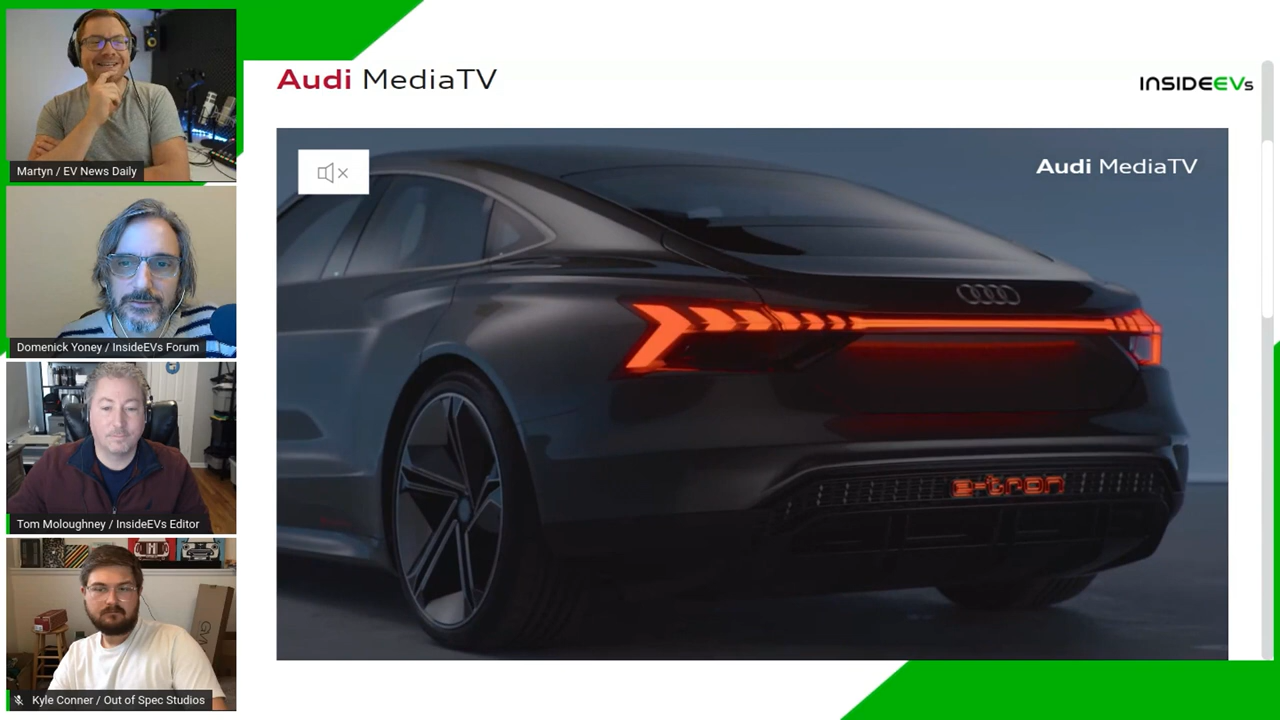 Audi MediaTV
INSIDEEVs
Audi MediaTV
e-tron
Martyn / EV News Daily
Domenick Yoney / InsideEVs Forum
Tom Moloughney / InsideEVs Editor
Kyle Conner / Out of Spec Studios